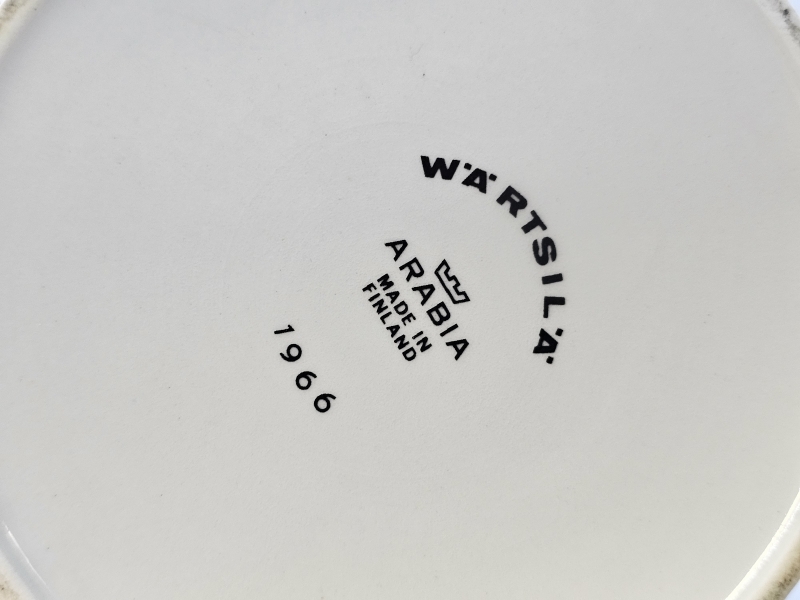 WÄRTSILÄ
ARABIA
MADE IN
FINLAND
1966